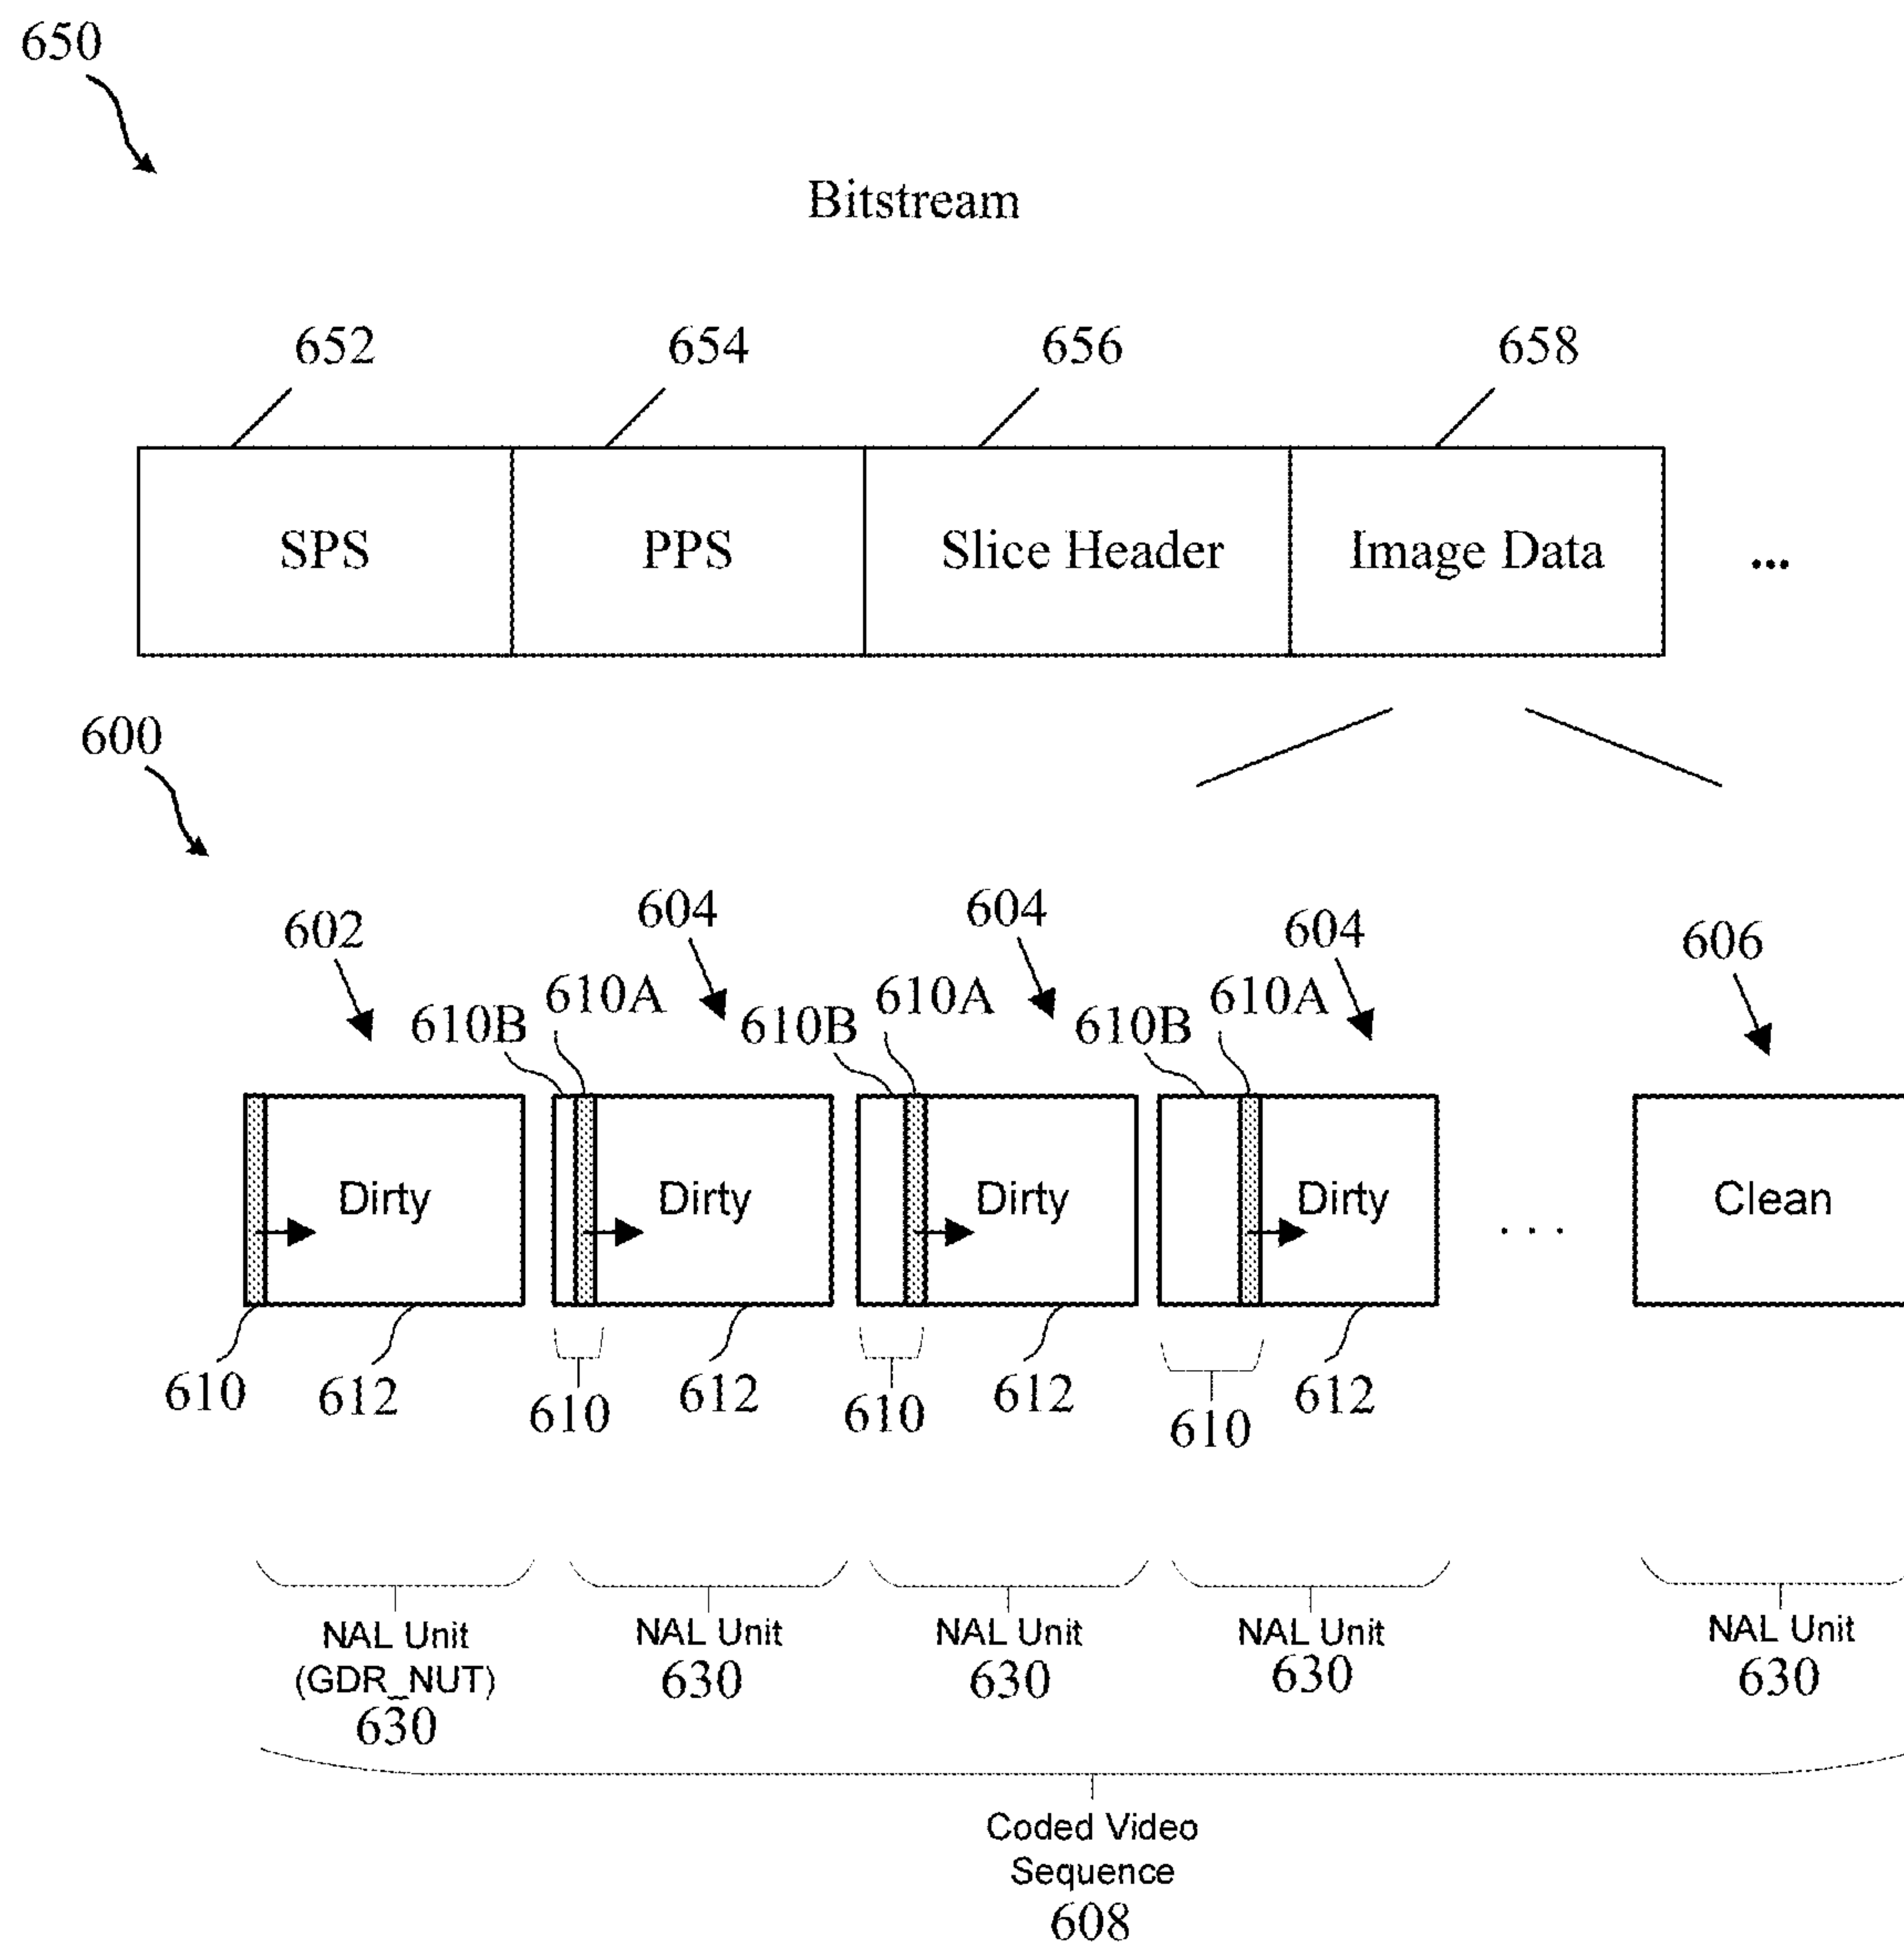 650
Bitstream
652 654 656 658
SPS PPS Slice Header Image Data ...
600
602 604 604 604 606
610B 610A 610B 610A 610B 610A
Dirty Dirty Dirty Dirty . . . Clean
610 612 610 612 610 612 610 612
NAL Unit NAL Unit NAL Unit NAL Unit NAL Unit
(GDR_NUT) 630 630 630 630
630
Coded Video
Sequence
608